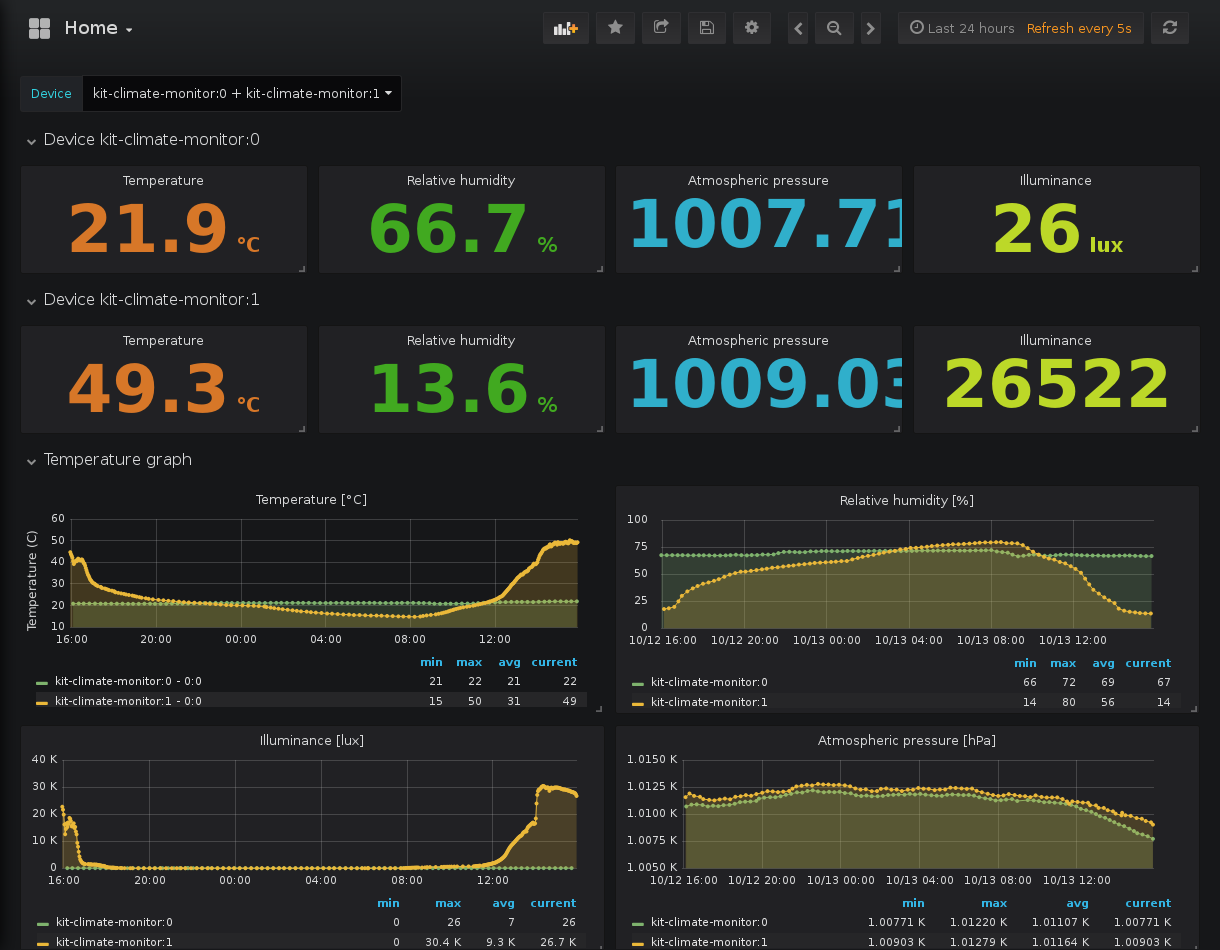 Home
Last 24 hours Refresh every 5s
Device kit-climate-monitor:0 + kit-climate-monitor:1
Device kit-climate-monitor:0
Temperature Relative humidity Atmospheric pressure Illuminance
21.9 °C 66.7 % 1007.71 26 lux
Device kit-climate-monitor:1
Temperature Relative humidity Atmospheric pressure Illuminance
49.3 °C 13.6 % 1009.03 26522
Temperature graph
Temperature [°C]
Temperature (C)
60
50
40
30
20
10
16:00 20:00 00:00 04:00 08:00 12:00
min max avg current
kit-climate-monitor:0 - 0:0 21 22 21 22
kit-climate-monitor:1 - 0:0 15 50 31 49
Relative humidity [%]
100
75
50
25
0
10/12 16:00 10/12 20:00 10/13 00:00 10/13 04:00 10/13 08:00 10/13 12:00
min max avg current
kit-climate-monitor:0 66 72 69 67
kit-climate-monitor:1 14 80 56 14
Illuminance [lux]
40 K
30 K
20 K
10 K
0
16:00 20:00 00:00 04:00 08:00 12:00
min max avg current
kit-climate-monitor:0 0 26 7 26
kit-climate-monitor:1 0 30.4 K 9.3 K 26.7 K
Atmospheric pressure [hPa]
1.0150 K
1.0125 K
1.0100 K
1.0075 K
1.0050 K
10/12 16:00 10/12 20:00 10/13 00:00 10/13 04:00 10/13 08:00 10/13 12:00
min max avg current
kit-climate-monitor:0 1.00771 K 1.01220 K 1.01107 K 1.00771 K
kit-climate-monitor:1 1.00903 K 1.01279 K 1.01164 K 1.00903 K